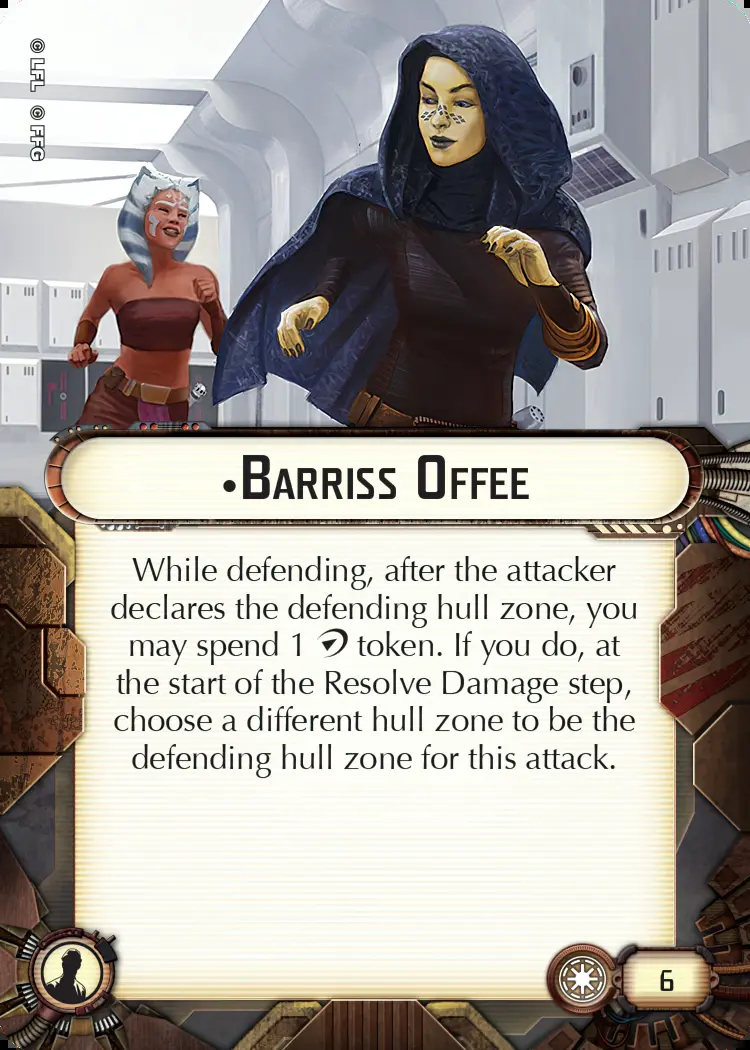 © LFL © FFG
•Barriss Offee
While defending, after the attacker
declares the defending hull zone, you
may spend 1 token. If you do, at
the start of the Resolve Damage step,
choose a different hull zone to be the
defending hull zone for this attack.
6